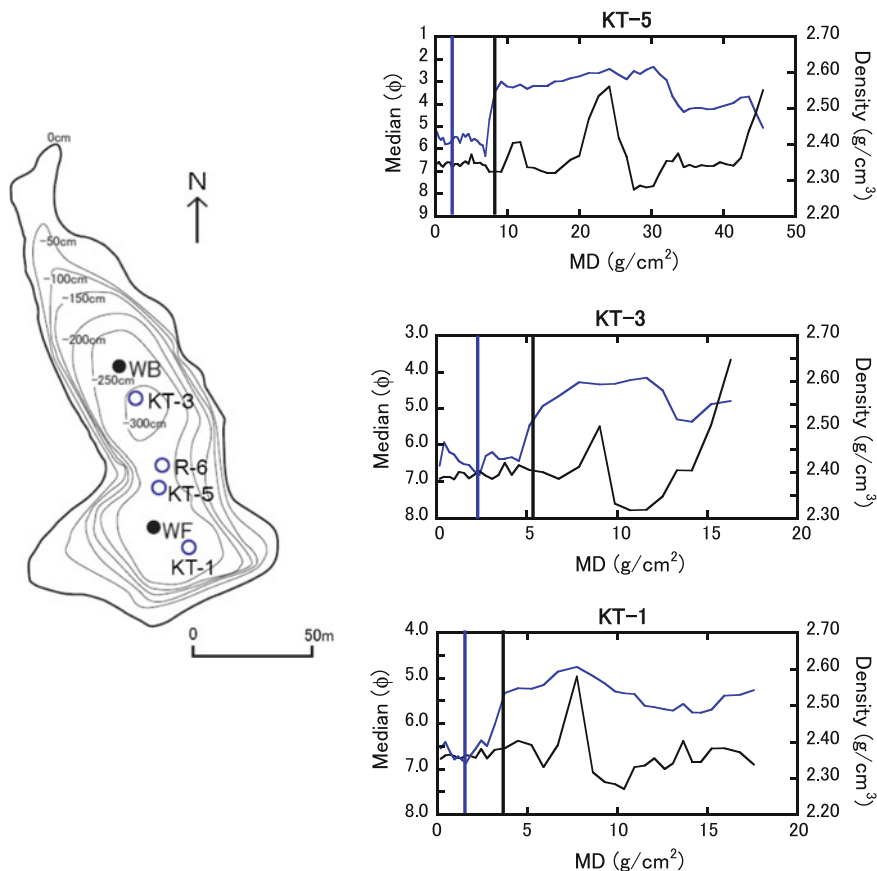 0cm
N
-50cm
-100cm
-150cm
-200cm
WB
-250cm
KT-3
-300cm
R-6
KT-5
WF
KT-1
0 50m
KT-5
1 2 3 4 5 6 7 8 9
Median (φ)
2.70 2.60 2.50 2.40 2.30 2.20
Density (g/cm³)
0 10 20 30 40 50
MD (g/cm²)
KT-3
3.0 4.0 5.0 6.0 7.0 8.0
Median (φ)
2.70 2.60 2.50 2.40 2.30
Density (g/cm³)
0 5 10 15 20
MD (g/cm²)
KT-1
4.0 5.0 6.0 7.0 8.0
Median (φ)
2.70 2.60 2.50 2.40 2.30 2.20
Density (g/cm³)
0 5 10 15 20
MD (g/cm²)